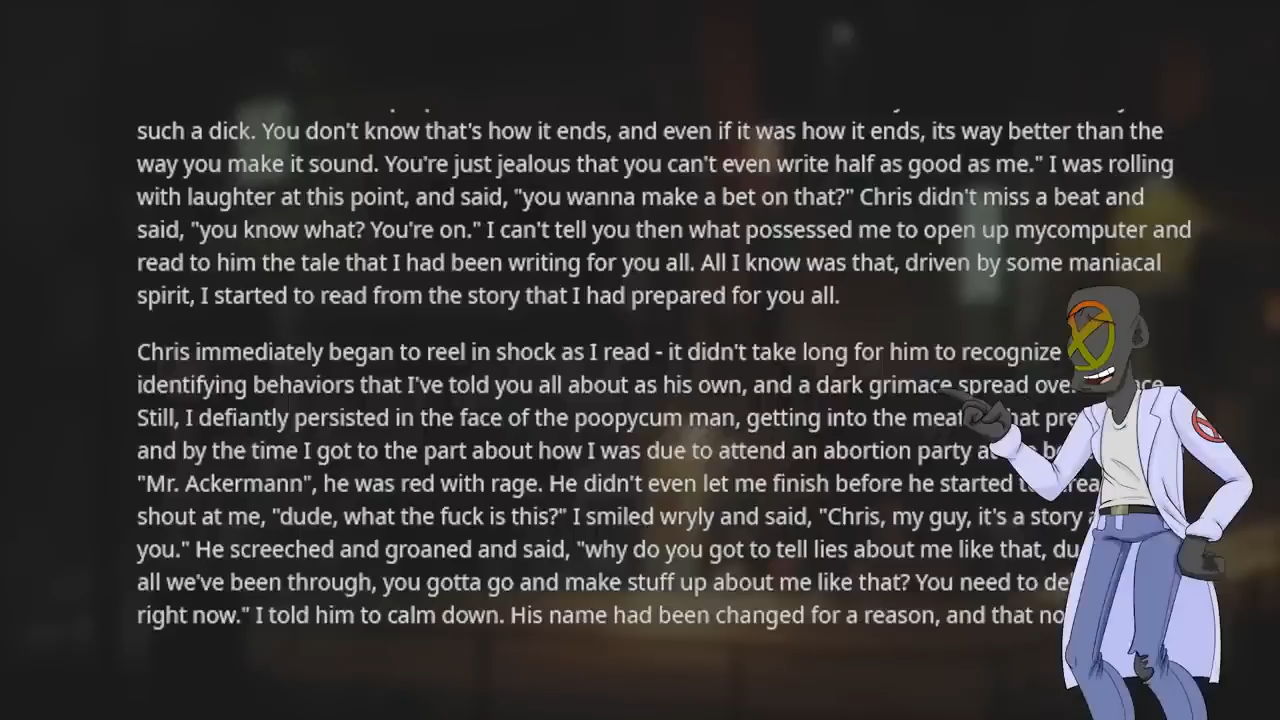 such a dick. You don't know that's how it ends, and even if it was how it ends, its way better than the
way you make it sound. You're just jealous that you can't even write half as good as me." I was rolling
with laughter at this point, and said, "you wanna make a bet on that?" Chris didn't miss a beat and
said, "you know what? You're on." I can't tell you then what possessed me to open up mycomputer and
read to him the tale that I had been writing for you all. All I know was that, driven by some maniacal
spirit, I started to read from the story that I had prepared for you all.
Chris immediately began to reel in shock as I read - it didn't take long for him to recognize
identifying behaviors that I've told you all about as his own, and a dark grimace spread
Still, I defiantly persisted in the face of the poopycum man, getting into the
and by the time I got to the part about how I was due to attend an abortion party
"Mr. Ackermann", he was red with rage. He didn't even let me finish before he started
shout at me, "dude, what the fuck is this?" I smiled wryly and said, "Chris, my guy, it's a story
you." He screeched and groaned and said, "why do you got to tell lies about me like that,
all we've been through, you gotta go and make stuff up about me like that? You need to
right now." I told him to calm down. His name had been changed for a reason, and that